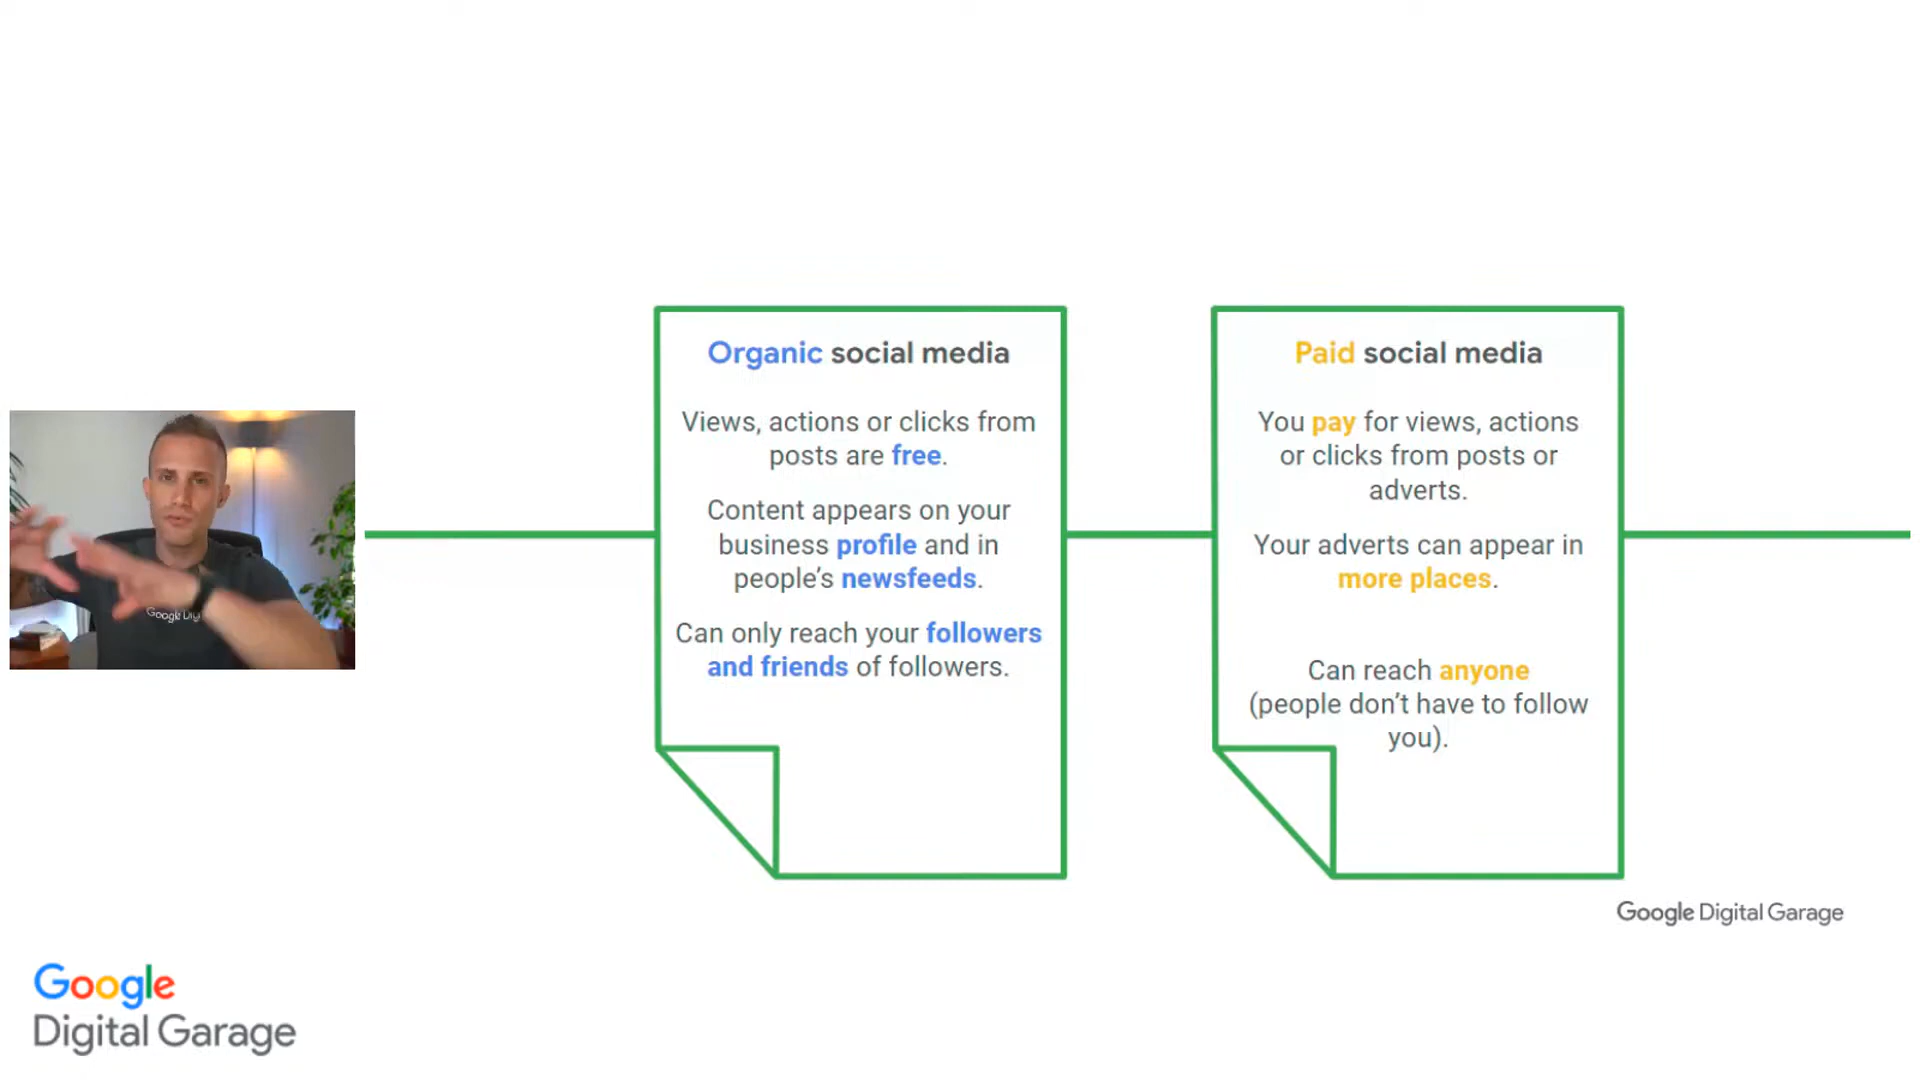 Organic social media
Views, actions or clicks from
posts are free.
Content appears on your
business profile and in
people's newsfeeds.
Can only reach your followers
and friends of followers.
Paid social media
You pay for views, actions
or clicks from posts or
adverts.
Your adverts can appear in
more places.
Can reach anyone
(people don't have to follow
you).
Google Digi
Google Digital Garage
Google
Digital Garage